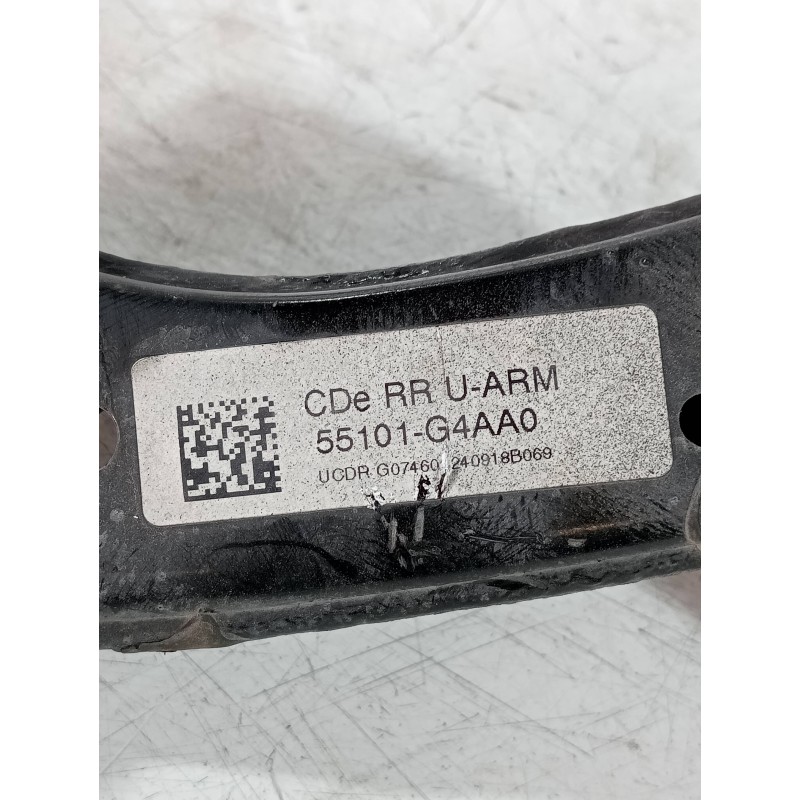 CDe RR U-ARM
55101-G4AA0
UCDR G07460 240918B069